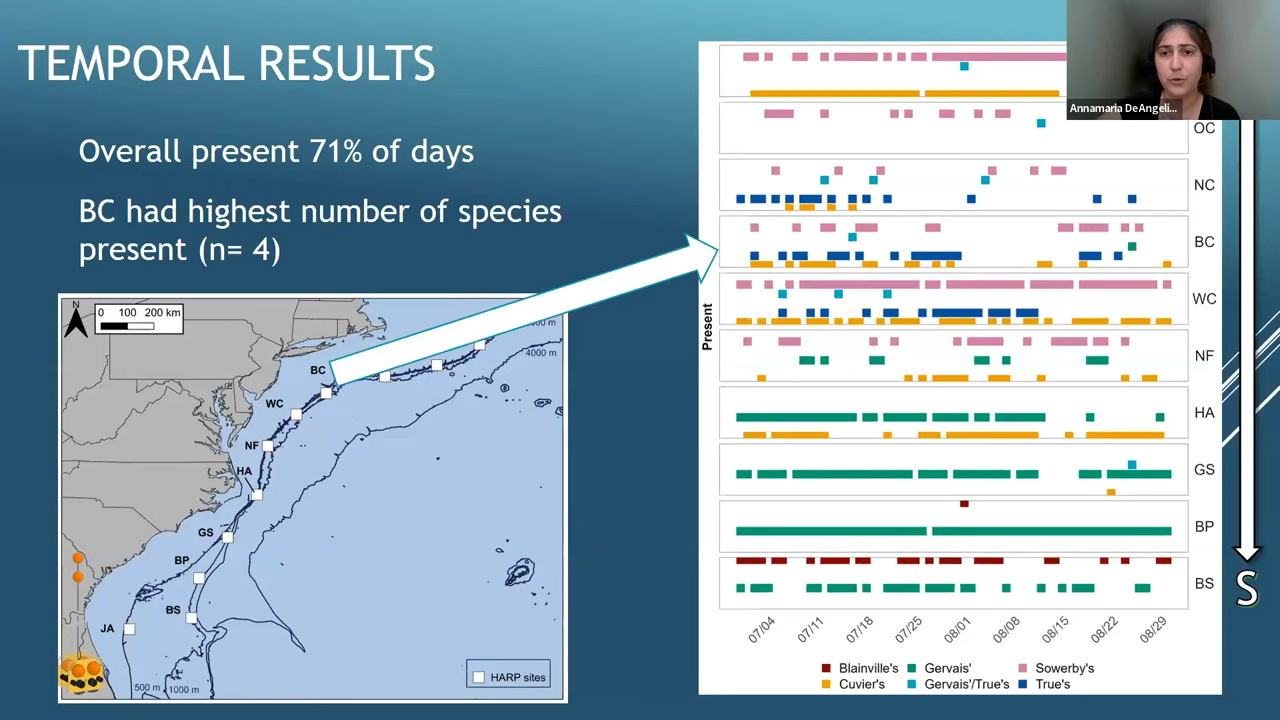 TEMPORAL RESULTS
Overall present 71% of days
BC had highest number of species
present (n= 4)
Annamaria DeAngeli...
OC
NC
BC
WC
NF
HA
GS
BP
BS
S
Present
07/04 07/11 07/18 07/25 08/01 08/08 08/15 08/22 08/29
Blainville's Gervais' Sowerby's
Cuvier's Gervais'/True's True's
N
0 100 200 km
4000 m
BC
WC
NF
HA
GS
BP
BS
JA
500 m 1000 m
HARP sites